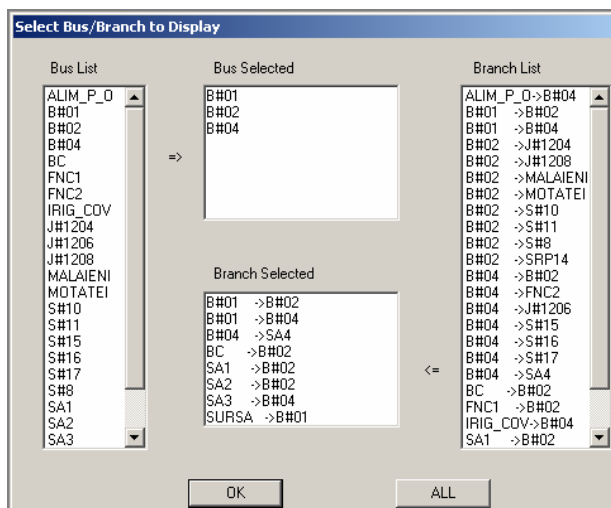 Select Bus/Branch to Display
Bus List
ALIM_P_O
B#01
B#02
B#04
BC
FNC1
FNC2
IRIG_COV
J#1204
J#1206
J#1208
MALAIENI
MOTATEI
S#10
S#11
S#15
S#16
S#17
S#8
SA1
SA2
SA3
=>
Bus Selected
B#01
B#02
B#04
Branch Selected
B#01 ->B#02
B#01 ->B#04
B#04 ->SA4
BC ->B#02
SA1 ->B#02
SA2 ->B#02
SA3 ->B#04
SURSA ->B#01
<=
Branch List
ALIM_P_O->B#04
B#01 ->B#02
B#01 ->B#04
B#02 ->J#1204
B#02 ->J#1208
B#02 ->MALAIENI
B#02 ->MOTATEI
B#02 ->S#10
B#02 ->S#11
B#02 ->S#8
B#02 ->SRP14
B#04 ->B#02
B#04 ->FNC2
B#04 ->J#1206
B#04 ->S#15
B#04 ->S#16
B#04 ->S#17
B#04 ->SA4
BC ->B#02
FNC1 ->B#02
IRIG_COV->B#04
SA1 ->B#02
OK
ALL